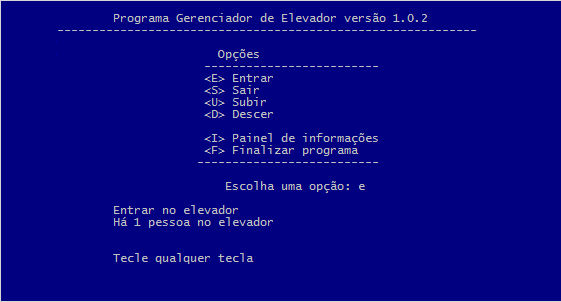 Programa Gerenciador de Elevador versão 1.0.2
------------------------------------------------------------
Opções
-------------------------
<E> Entrar
<S> Sair
<U> Subir
<D> Descer
<I> Painel de informações
<F> Finalizar programa
--------------------------
Escolha uma opção: e
Entrar no elevador
Há 1 pessoa no elevador
Tecle qualquer tecla